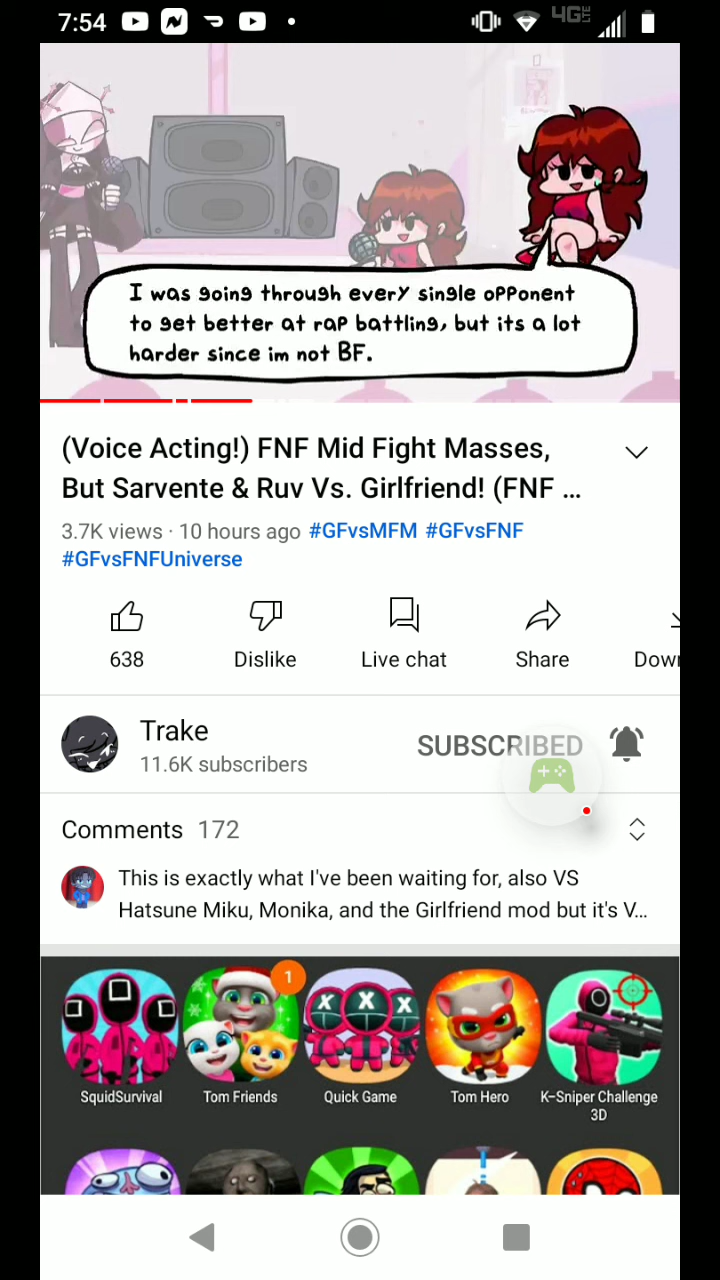 7:54
4G LTE
I was going through every single opponent
to get better at rap battling, but its a lot
harder since im not BF.
(Voice Acting!) FNF Mid Fight Masses,
But Sarvente & Ruv Vs. Girlfriend! (FNF ...
3.7K views · 10 hours ago #GFvsMFM #GFvsFNF
#GFvsFNFUniverse
638 Dislike Live chat Share Down
Trake
SUBSCRIBED
11.6K subscribers
Comments 172
This is exactly what I've been waiting for, also VS
Hatsune Miku, Monika, and the Girlfriend mod but it's V...
1
X X X
SquidSurvival Tom Friends Quick Game Tom Hero K-Sniper Challenge
3D